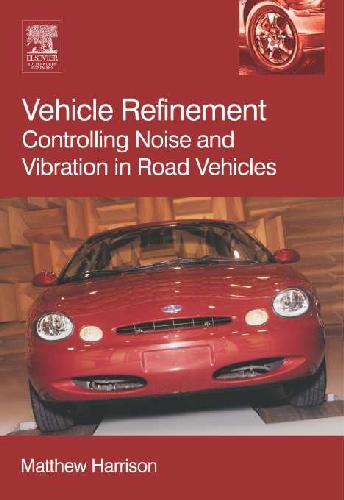 ELSEVIER
Vehicle Refinement
Controlling Noise and
Vibration in Road Vehicles
Matthew Harrison